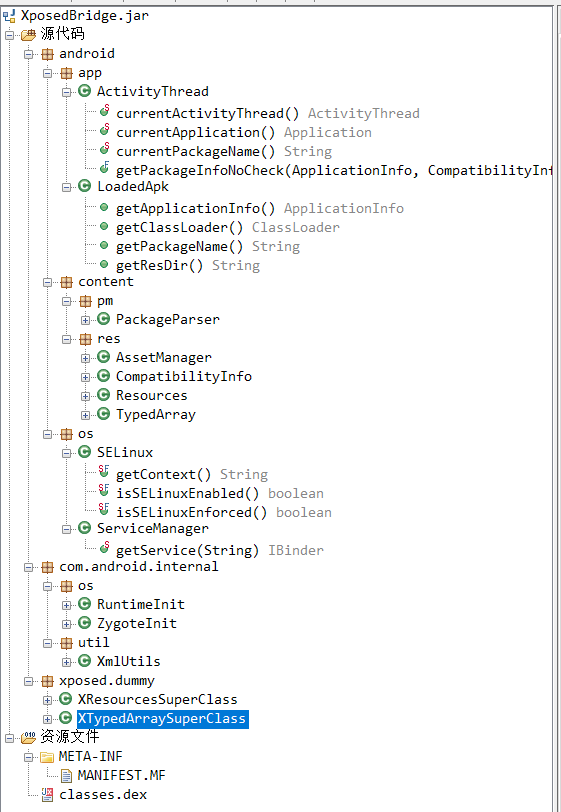 XposedBridge.jar
源代码
android
app
ActivityThread
currentActivityThread() ActivityThread
currentApplication() Application
currentPackageName() String
getPackageInfoNoCheck(ApplicationInfo, CompatibilityInf
LoadedApk
getApplicationInfo() ApplicationInfo
getClassLoader() ClassLoader
getPackageName() String
getResDir() String
content
pm
PackageParser
res
AssetManager
CompatibilityInfo
Resources
TypedArray
os
SELinux
getContext() String
isSELinuxEnabled() boolean
isSELinuxEnforced() boolean
ServiceManager
getService(String) IBinder
com.android.internal
os
RuntimeInit
ZygoteInit
util
XmlUtils
xposed.dummy
XResourcesSuperClass
XTypedArraySuperClass
资源文件
META-INF
MANIFEST.MF
classes.dex